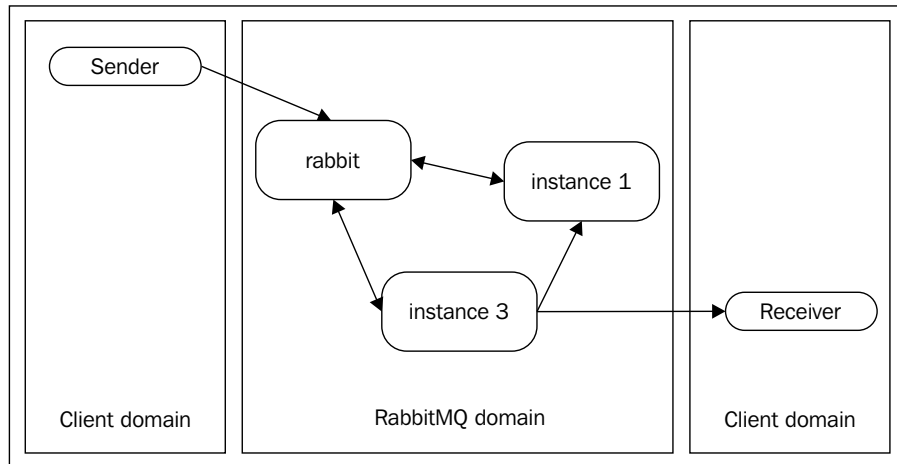 Sender
rabbit
instance 1
instance 3
Receiver
Client domain
RabbitMQ domain
Client domain